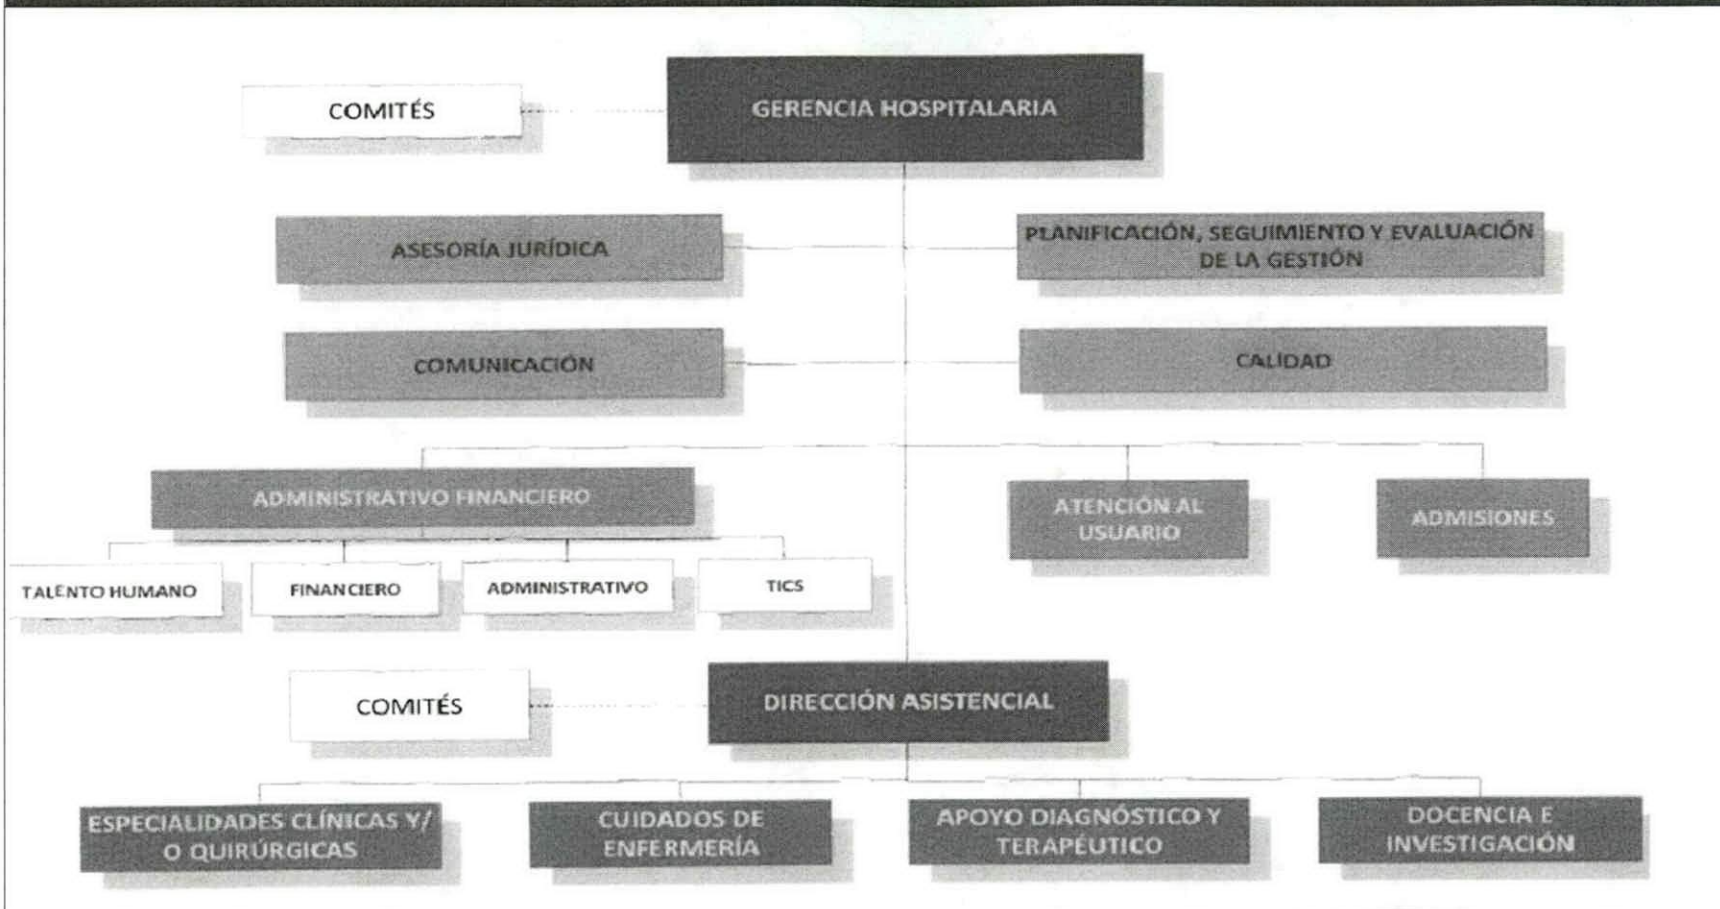 COMITÉS
GERENCIA HOSPITALARIA
ASESORÍA JURÍDICA
PLANIFICACIÓN, SEGUIMIENTO Y EVALUACIÓN
DE LA GESTIÓN
COMUNICACIÓN
CALIDAD
ADMINISTRATIVO FINANCIERO
ATENCIÓN AL
USUARIO
ADMISIONES
TALENTO HUMANO
FINANCIERO
ADMINISTRATIVO
TICS
COMITÉS
DIRECCIÓN ASISTENCIAL
ESPECIALIDADES CLÍNICAS Y/
O QUIRÚRGICAS
CUIDADOS DE
ENFERMERÍA
APOYO DIAGNÓSTICO Y
TERAPÉUTICO
DOCENCIA E
INVESTIGACIÓN